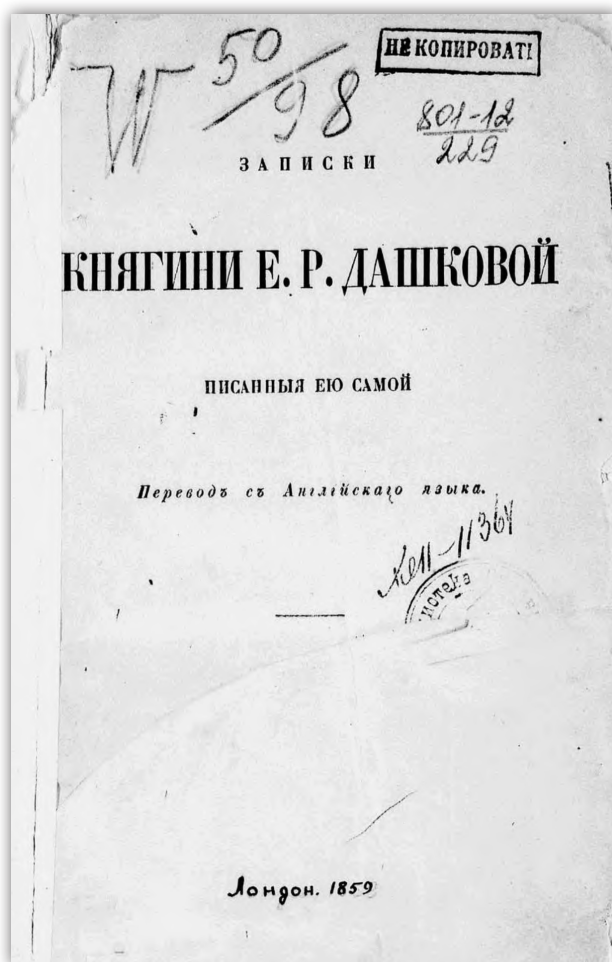 50
98
НЕ КОПИРОВАТЬ
801-12
229
ЗАПИСКИ
КНЯГИНИ Е. Р. ДАШКОВОЙ
ПИСАННЫЯ ЕЮ САМОЙ
Переводъ съ Англійскаго языка.
11364
Лондон. 1859